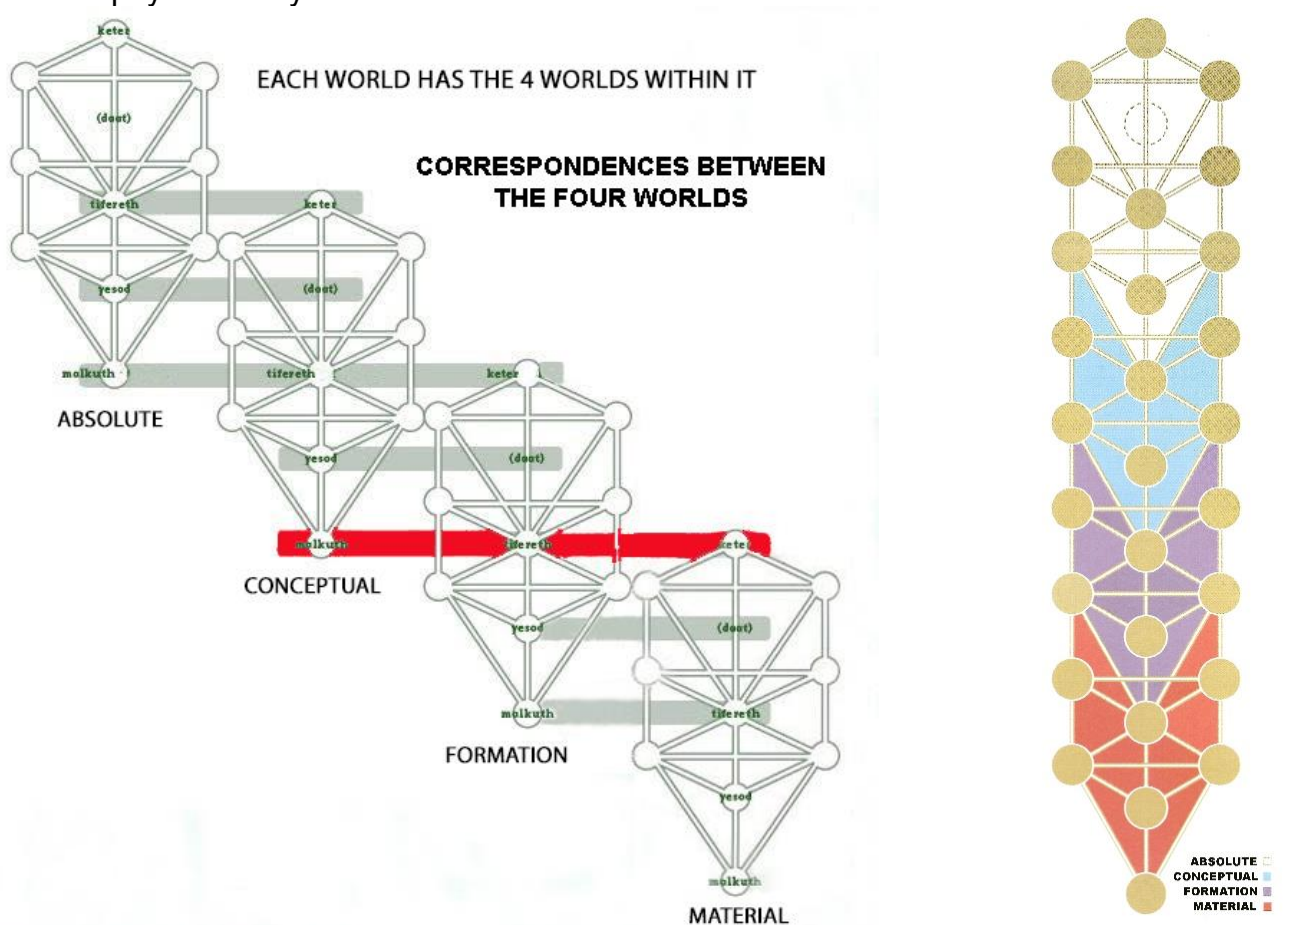 keter
EACH WORLD HAS THE 4 WORLDS WITHIN IT
(daat)
CORRESPONDENCES BETWEEN
THE FOUR WORLDS
tifereth
keter
yesod
(daat)
malkuth
tifereth
keter
ABSOLUTE
yesod
(daat)
malkuth
tifereth
keter
CONCEPTUAL
yesod
(daat)
malkuth
tifereth
FORMATION
yesod
malkuth
MATERIAL
ABSOLUTE
CONCEPTUAL
FORMATION
MATERIAL